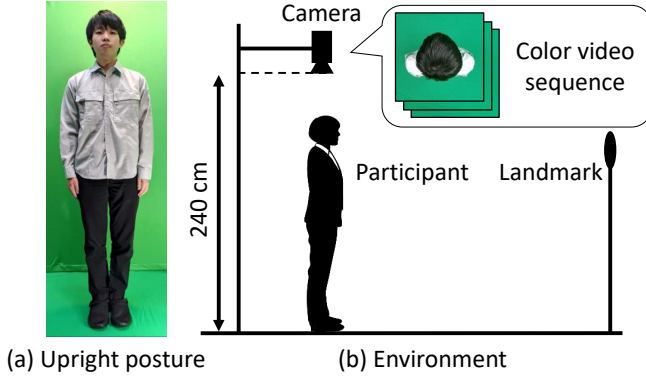 Camera
Color video
sequence
Participant
Landmark
240 cm
(a) Upright posture
(b) Environment